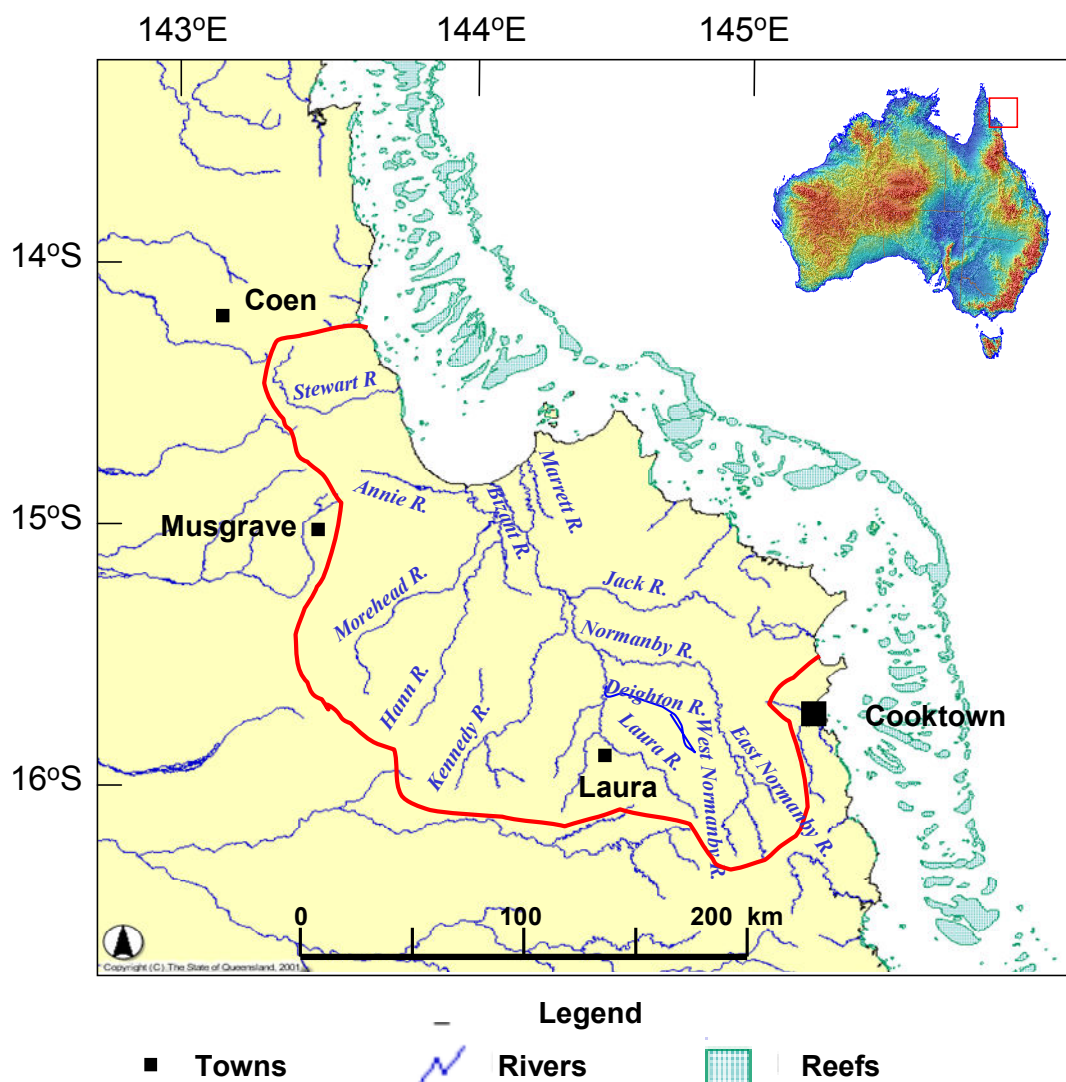 143ºE
144ºE
145ºE
14ºS
Coen
Stewart R
Annie R.
Bizant R.
Marrett R.
15ºS
Musgrave
Morehead R.
Jack R.
Normanby R.
Hann R.
Kennedy R.
Deighton R.
Laura R.
West Normanby R.
East Normanby R.
Cooktown
16ºS
Laura
0 100 200 km
* Copyright (C) The State of Queensland, 2001
Legend
Towns
Rivers
Reefs